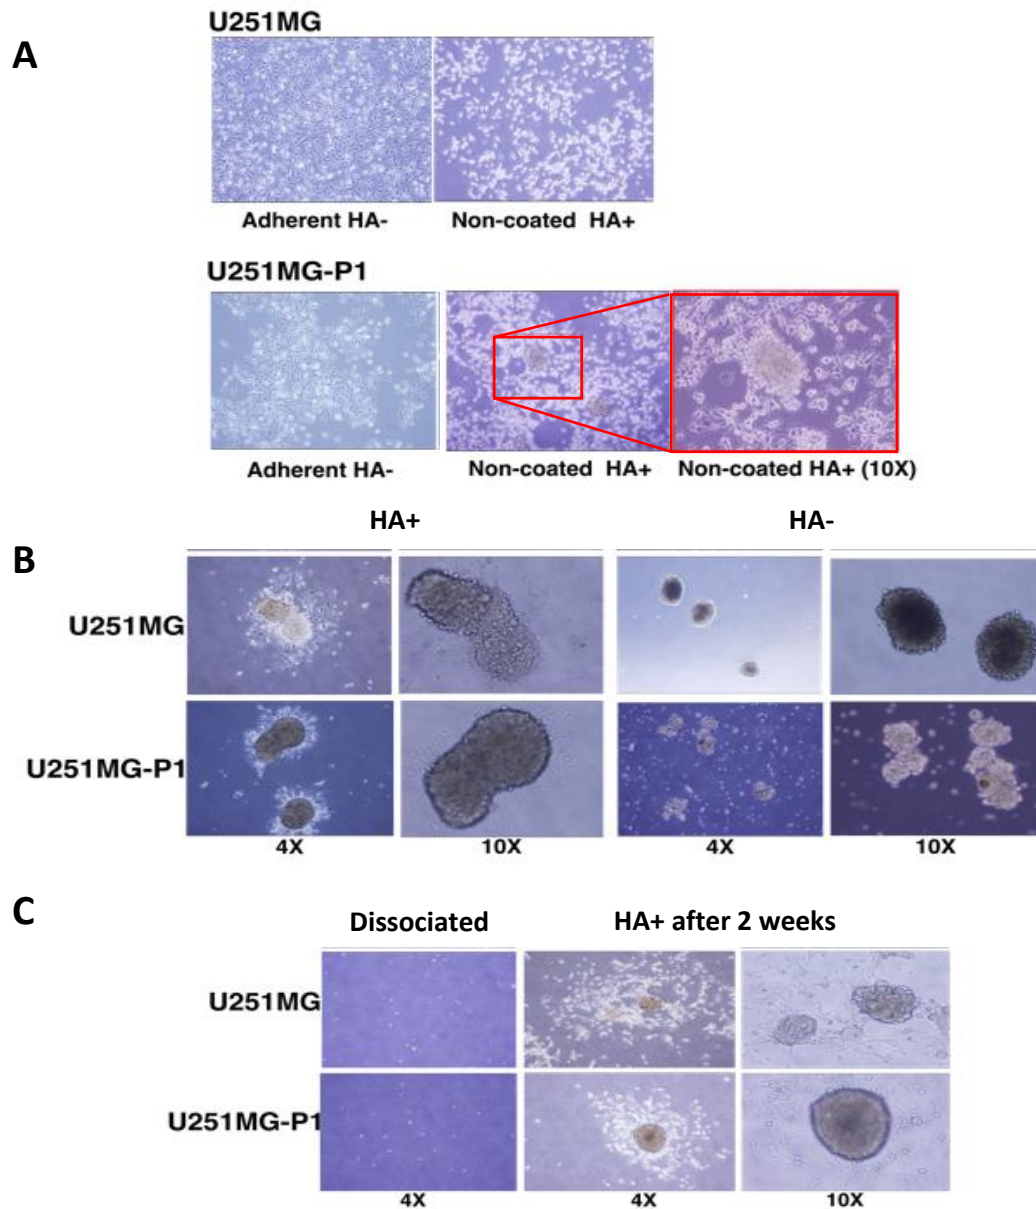 A
U251MG
Adherent HA-
Non-coated HA+
U251MG-P1
Adherent HA-
Non-coated HA+
Non-coated HA+ (10X)
B
HA+
HA-
U251MG
U251MG-P1
4X
10X
4X
10X
C
Dissociated
HA+ after 2 weeks
U251MG
U251MG-P1
4X
4X
10X